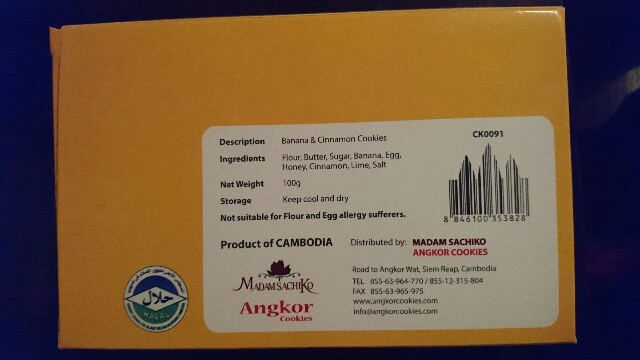 CK0091
Description Banana & Cinnamon Cookies
Ingredients Flour, Butter, Sugar, Banana, Egg,
Honey, Cinnamon, Lime, Salt
Net Weight 100g
Storage Keep cool and dry
Not suitable for Flour and Egg allergy sufferers.
8 846100 353828
Product of CAMBODIA Distributed by: MADAM SACHIKO
ANGKOR COOKIES
MADAM SACHIKO
Angkor
Cookies
Road to Angkor Wat, Siem Reap, Cambodia
TEL 855-63-964-770 / 855-12-315-804
FAX 855-63-965-975
www.angkorcookies.com
info@angkorcookies.com
حلال
HALAL